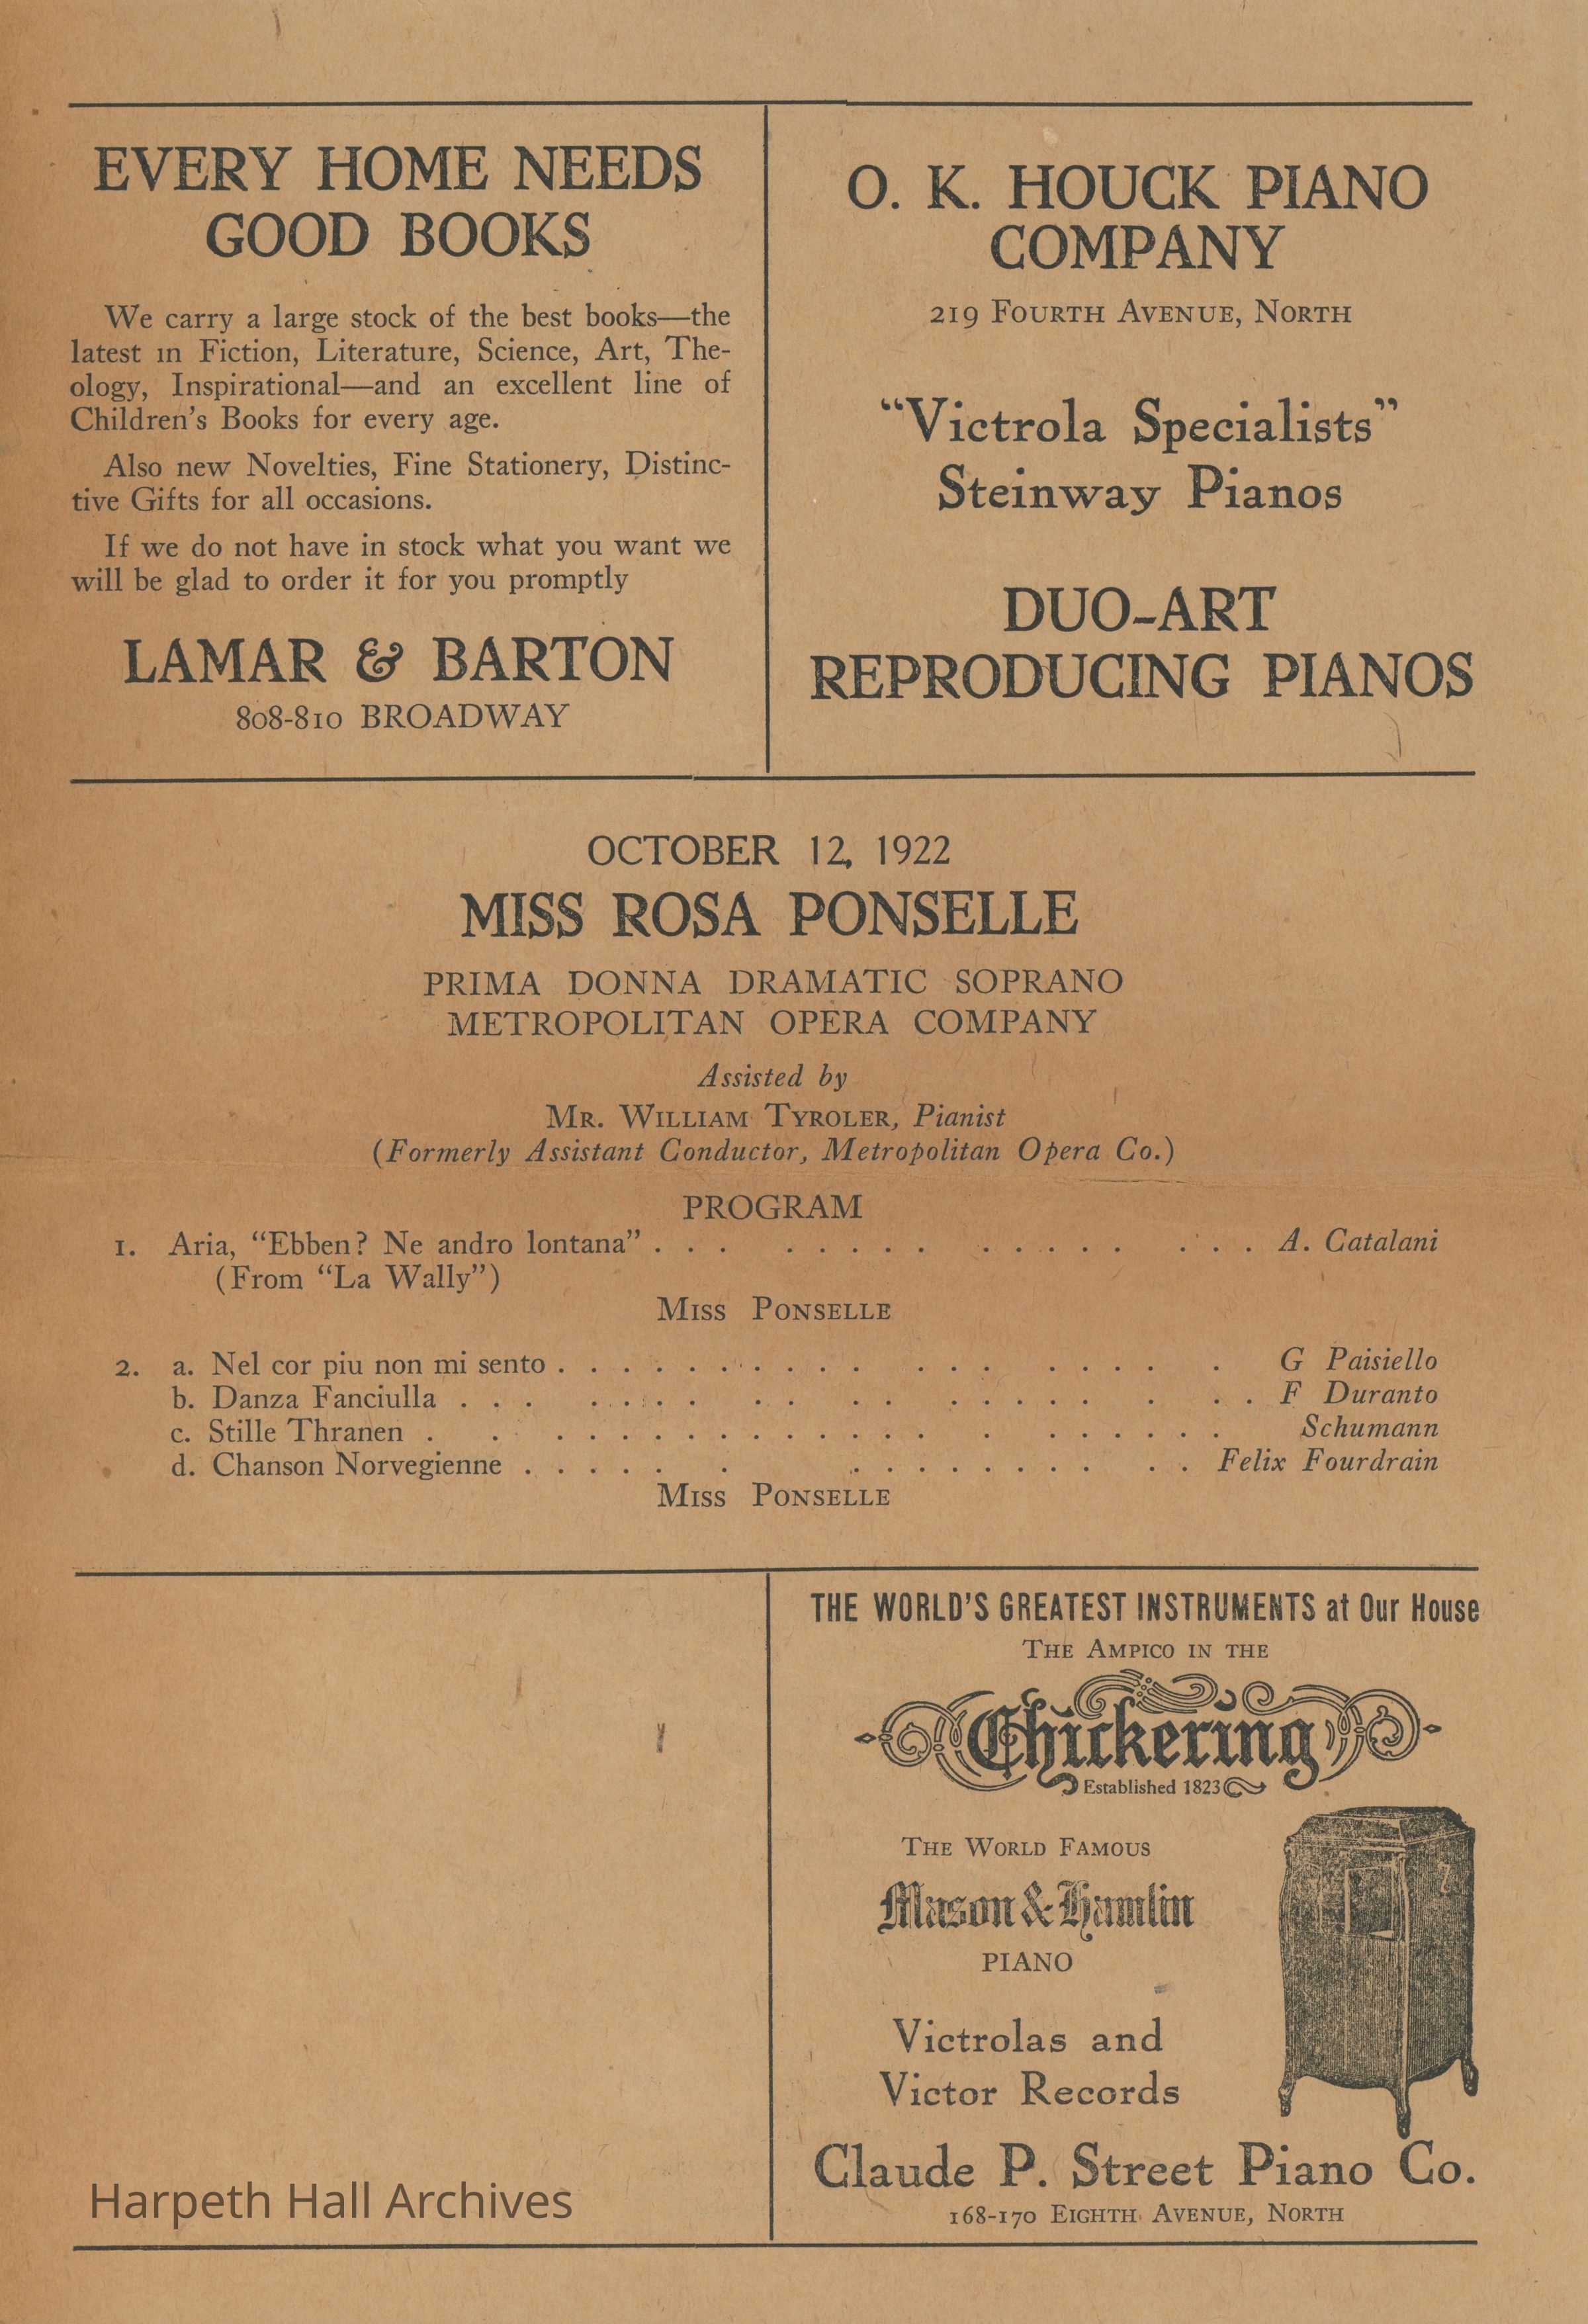 EVERY HOME NEEDS
GOOD BOOKS
We carry a large stock of the best books—the
latest in Fiction, Literature, Science, Art, The-
ology, Inspirational—and an excellent line of
Children's Books for every age.
Also new Novelties, Fine Stationery, Distinc-
tive Gifts for all occasions.
If we do not have in stock what you want we
will be glad to order it for you promptly
LAMAR & BARTON
808-810 BROADWAY
O. K. HOUCK PIANO
COMPANY
219 FOURTH AVENUE, NORTH
"Victrola Specialists"
Steinway Pianos
DUO-ART
REPRODUCING PIANOS
OCTOBER 12, 1922
MISS ROSA PONSELLE
PRIMA DONNA DRAMATIC SOPRANO
METROPOLITAN OPERA COMPANY
Assisted by
MR. WILLIAM TYROLER, Pianist
(Formerly Assistant Conductor, Metropolitan Opera Co.)
PROGRAM
1. Aria, "Ebben? Ne andro lontana" . . . . . . . . . . . . . . . . A. Catalani
(From "La Wally")
MISS PONSELLE
2. a. Nel cor piu non mi sento . . . . . . . . . . . . . . . . . . G Paisiello
b. Danza Fanciulla . . . . . . . . . . . . . . . . . . . F Duranto
c. Stille Thranen . . . . . . . . . . . . . . . . . . . . . Schumann
d. Chanson Norvegienne . . . . . . . . . . . . . . . . Felix Fourdrain
MISS PONSELLE
THE WORLD'S GREATEST INSTRUMENTS at Our House
THE AMPICO IN THE
Chickering
Established 1823
THE WORLD FAMOUS
Mason & Hamlin
PIANO
Victrolas and
Victor Records
Claude P. Street Piano Co.
168-170 EIGHTH AVENUE, NORTH
Harpeth Hall Archives